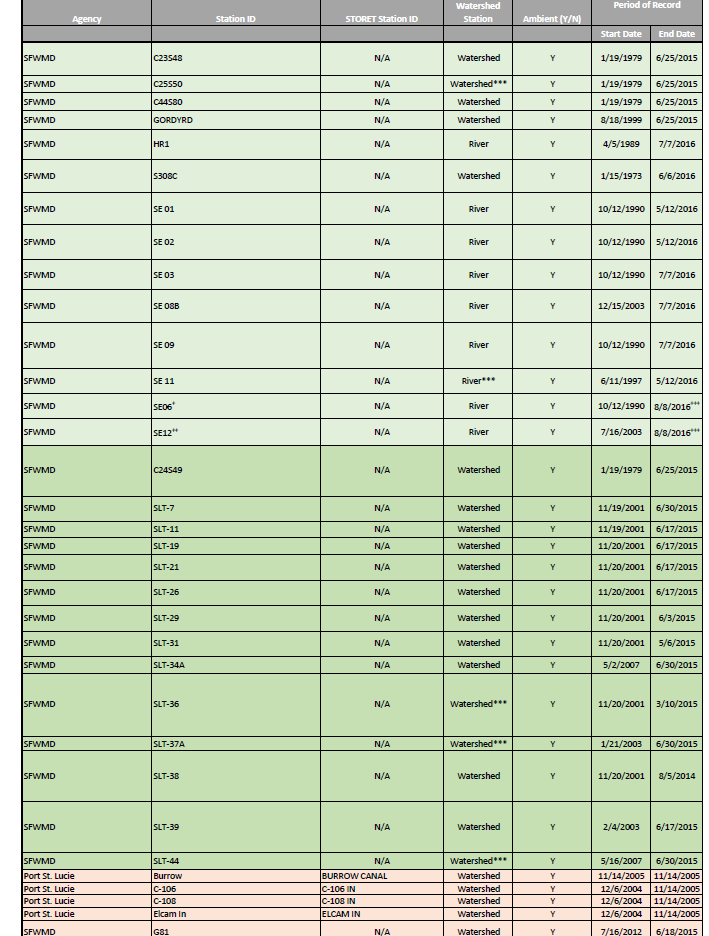 Agency Station ID STORET Station ID Watershed Station Ambient (Y/N) Period of Record
Start Date End Date
SFWMD C23S48 N/A Watershed Y 1/19/1979 6/25/2015
SFWMD C25S50 N/A Watershed*** Y 1/19/1979 6/25/2015
SFWMD C44S80 N/A Watershed Y 1/19/1979 6/25/2015
SFWMD GORDYRD N/A Watershed Y 8/18/1999 6/25/2015
SFWMD HR1 N/A River Y 4/5/1989 7/7/2016
SFWMD S308C N/A Watershed Y 1/15/1973 6/6/2016
SFWMD SE 01 N/A River Y 10/12/1990 5/12/2016
SFWMD SE 02 N/A River Y 10/12/1990 5/12/2016
SFWMD SE 03 N/A River Y 10/12/1990 7/7/2016
SFWMD SE 08B N/A River Y 12/15/2003 7/7/2016
SFWMD SE 09 N/A River Y 10/12/1990 7/7/2016
SFWMD SE 11 N/A River*** Y 6/11/1997 5/12/2016
SFWMD SE06⁺ N/A River Y 10/12/1990 8/8/2016⁺⁺⁺
SFWMD SE12⁺⁺ N/A River Y 7/16/2003 8/8/2016⁺⁺⁺
SFWMD C24S49 N/A Watershed Y 1/19/1979 6/25/2015
SFWMD SLT-7 N/A Watershed Y 11/19/2001 6/30/2015
SFWMD SLT-11 N/A Watershed Y 11/19/2001 6/17/2015
SFWMD SLT-19 N/A Watershed Y 11/20/2001 6/17/2015
SFWMD SLT-21 N/A Watershed Y 11/20/2001 6/17/2015
SFWMD SLT-26 N/A Watershed Y 11/20/2001 6/17/2015
SFWMD SLT-29 N/A Watershed Y 11/20/2001 6/3/2015
SFWMD SLT-31 N/A Watershed Y 11/20/2001 5/6/2015
SFWMD SLT-34A N/A Watershed Y 5/2/2007 6/30/2015
SFWMD SLT-36 N/A Watershed*** Y 11/20/2001 3/10/2015
SFWMD SLT-37A N/A Watershed*** Y 1/21/2003 6/30/2015
SFWMD SLT-38 N/A Watershed Y 11/20/2001 8/5/2014
SFWMD SLT-39 N/A Watershed Y 2/4/2003 6/17/2015
SFWMD SLT-44 N/A Watershed*** Y 5/16/2007 6/30/2015
Port St. Lucie Burrow BURROW CANAL Watershed Y 11/14/2005 11/14/2005
Port St. Lucie C-106 C-106 IN Watershed Y 12/6/2004 11/14/2005
Port St. Lucie C-108 C-108 IN Watershed Y 12/6/2004 11/14/2005
Port St. Lucie Elcam In ELCAM IN Watershed Y 12/6/2004 11/14/2005
SFWMD G81 N/A Watershed Y 7/16/2012 6/18/2015